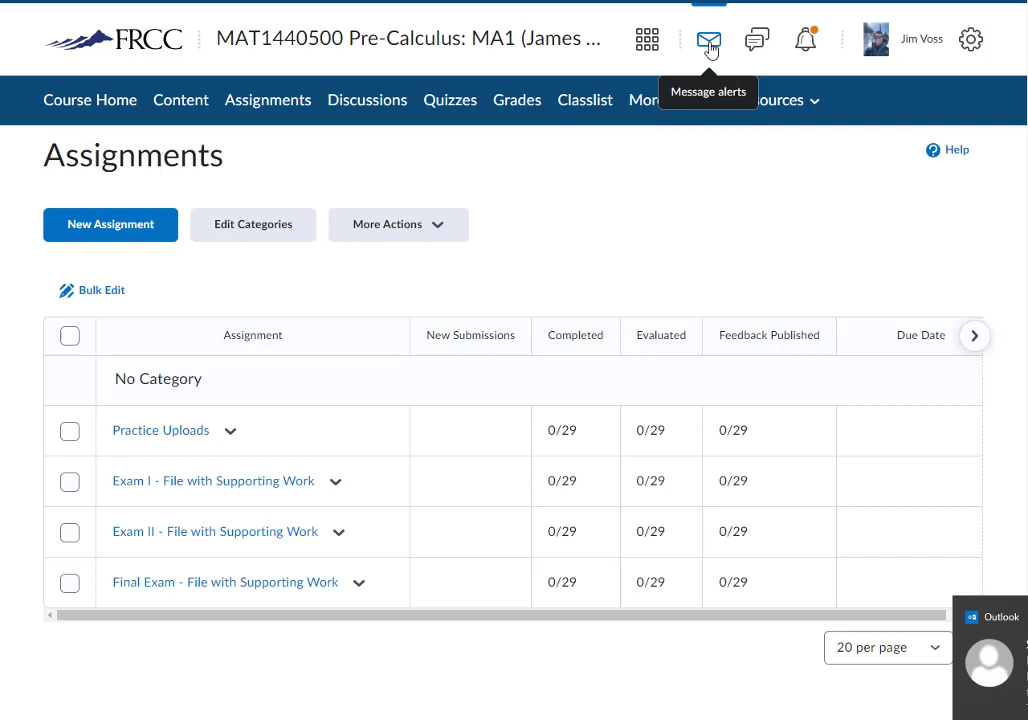 FRCC
MAT1440500 Pre-Calculus: MA1 (James ...
Jim Voss
Message alerts
Course Home Content Assignments Discussions Quizzes Grades Classlist
Assignments
Help
New Assignment Edit Categories More Actions
Bulk Edit
Assignment New Submissions Completed Evaluated Feedback Published Due Date
No Category
Practice Uploads 0/29 0/29 0/29
Exam I - File with Supporting Work 0/29 0/29 0/29
Exam II - File with Supporting Work 0/29 0/29 0/29
Final Exam - File with Supporting Work 0/29 0/29 0/29
Outlook
20 per page